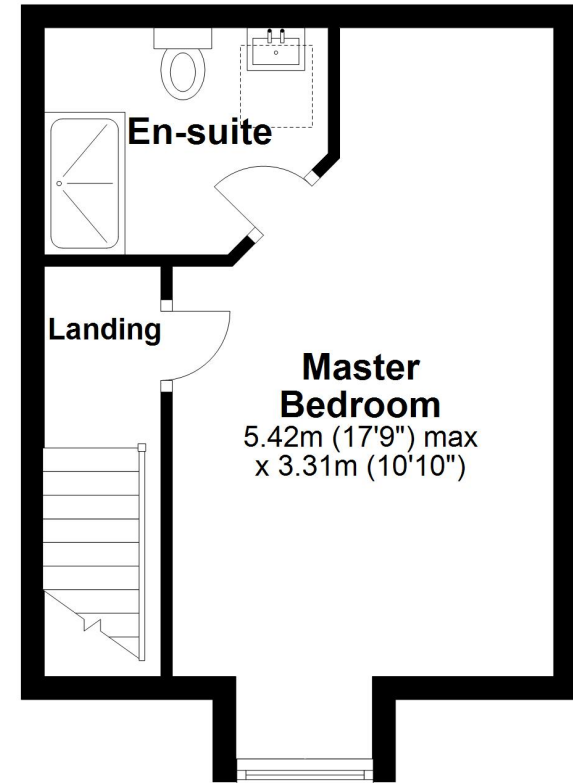 En-suite
Landing
Master
Bedroom
5.42m (17'9") max
x 3.31m (10'10")